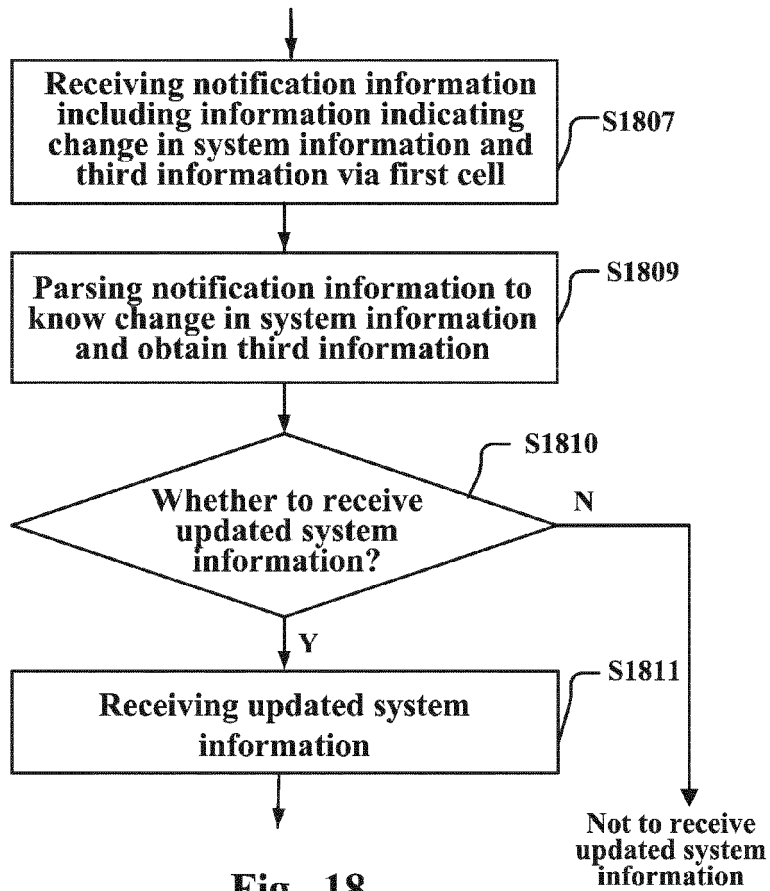 Receiving notification information
including information indicating
change in system information and
third information via first cell
S1807
Parsing notification information to
know change in system information
and obtain third information
S1809
S1810
Whether to receive
updated system
information?
N
Y
Receiving updated system
information
S1811
Not to receive
updated system
information
Fig. 18